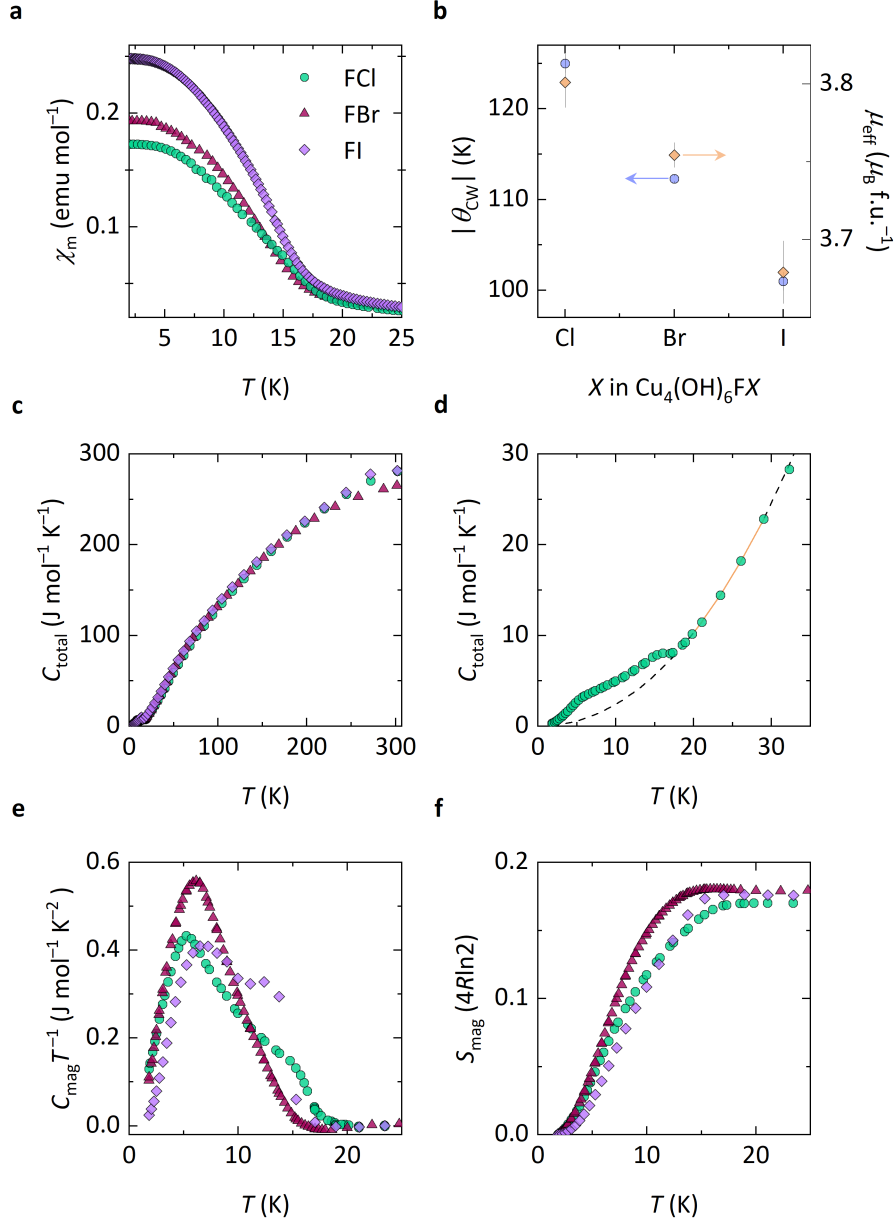 a
χm (emu mol⁻¹)
0.2
0.1
FCl
FBr
FI
5 10 15 20 25
T (K)
b
|θCW| (K)
125
120
115
110
105
100
3.8
3.7
μeff (μB f.u.⁻¹)
Cl Br I
X in Cu₄(OH)₆FX
c
Ctotal (J mol⁻¹ K⁻¹)
300
200
100
0
0 100 200 300
T (K)
d
Ctotal (J mol⁻¹ K⁻¹)
30
20
10
0
0 10 20 30
T (K)
e
CmagT⁻¹ (J mol⁻¹ K⁻²)
0.6
0.4
0.2
0.0
0 10 20
T (K)
f
Smag (4Rln2)
0.2
0.1
0.0
0 10 20
T (K)